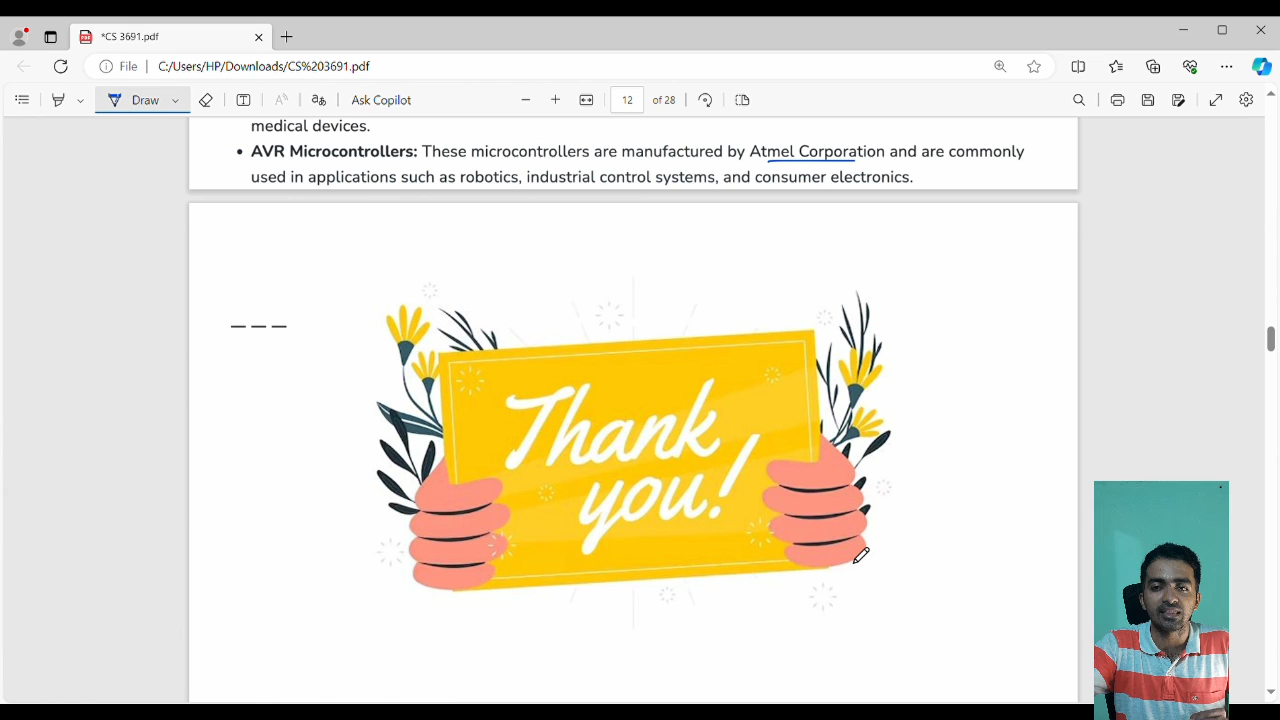 *CS 3691.pdf
File
C:/Users/HP/Downloads/CS%203691.pdf
Draw
Ask Copilot
12 of 28
medical devices.
• AVR Microcontrollers: These microcontrollers are manufactured by Atmel Corporation and are commonly
used in applications such as robotics, industrial control systems, and consumer electronics.
Thank
you!